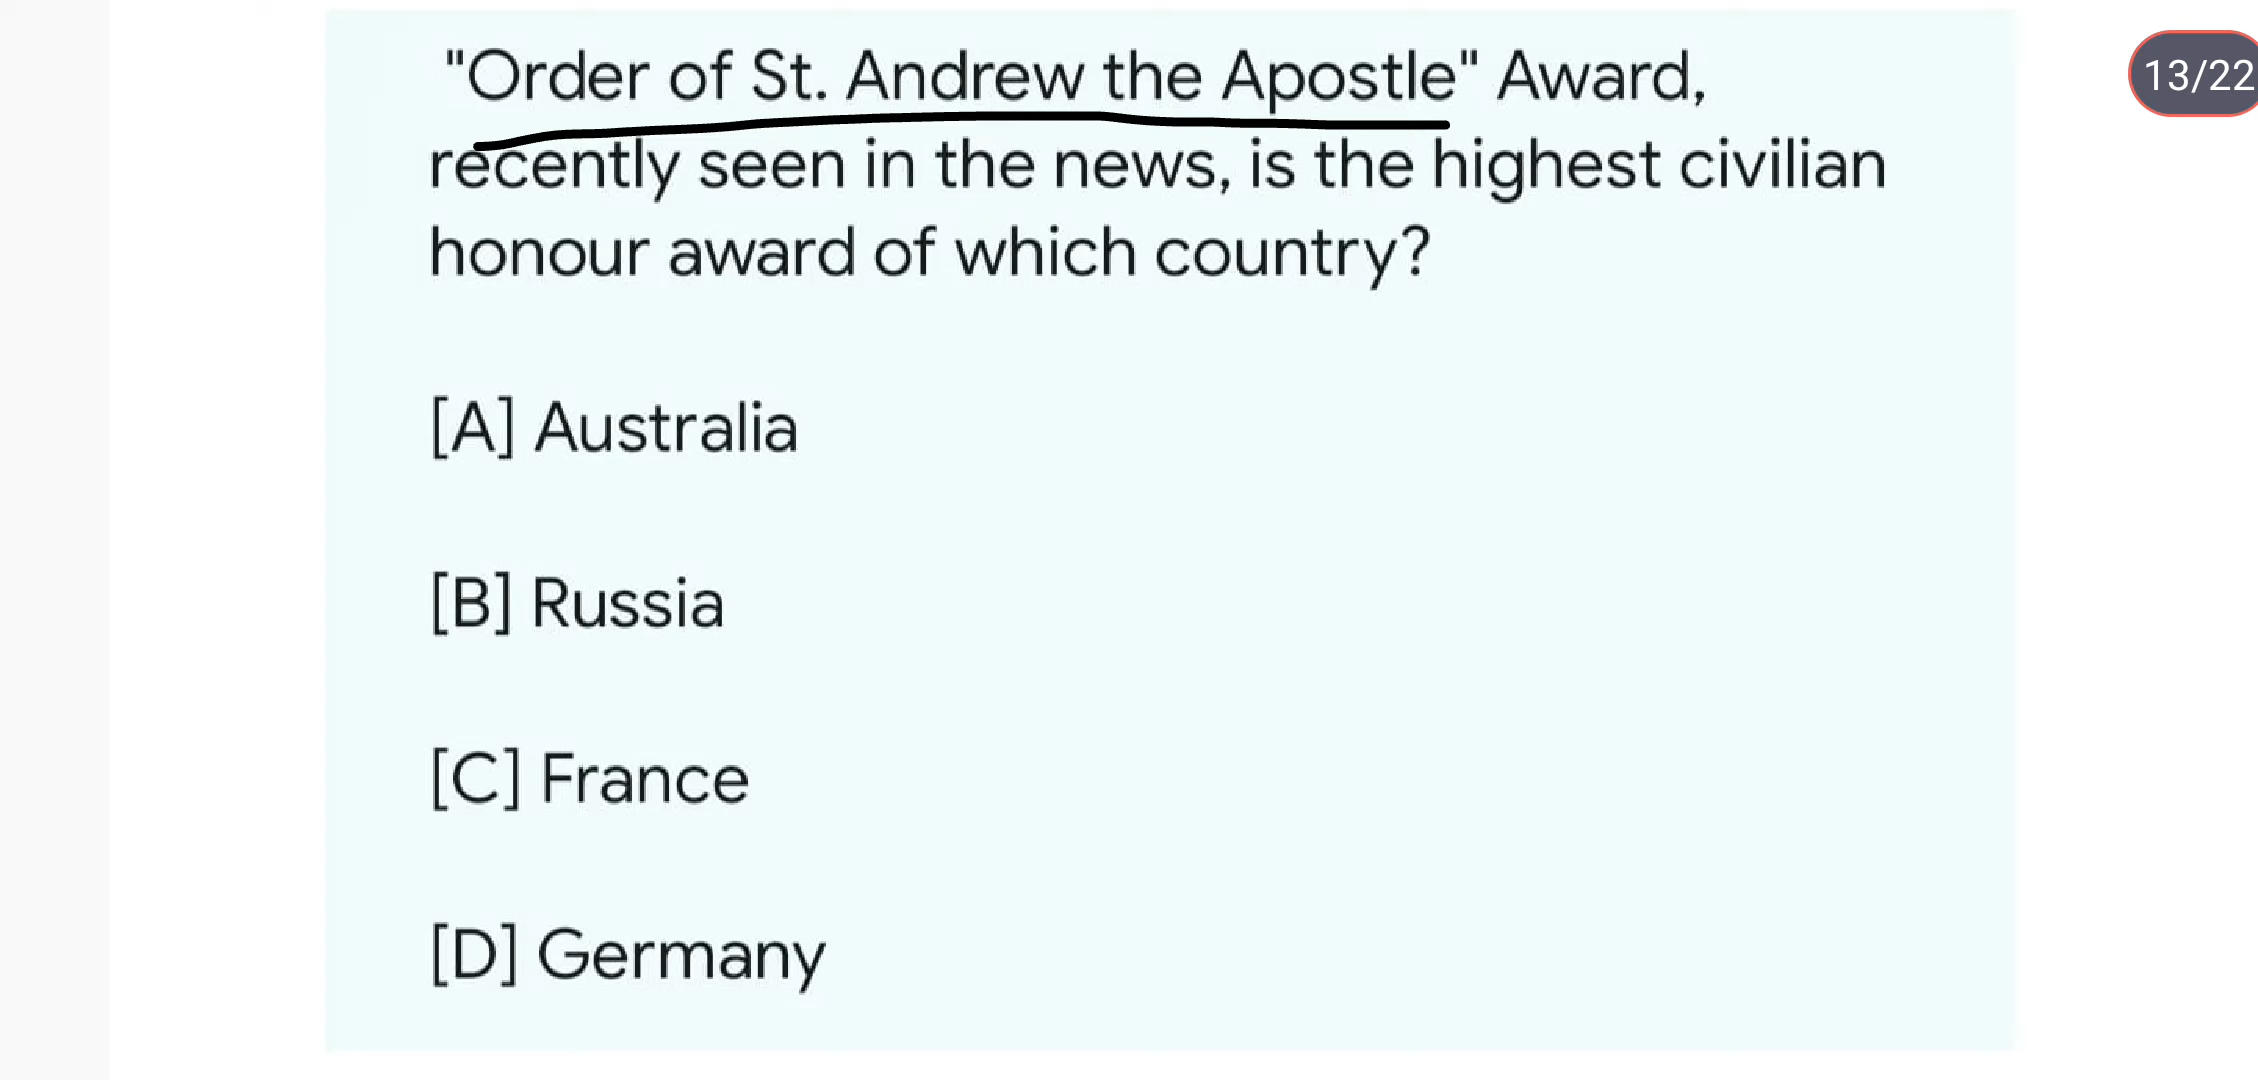 "Order of St. Andrew the Apostle" Award,
13/22
recently seen in the news, is the highest civilian
honour award of which country?
[A] Australia
[B] Russia
[C] France
[D] Germany